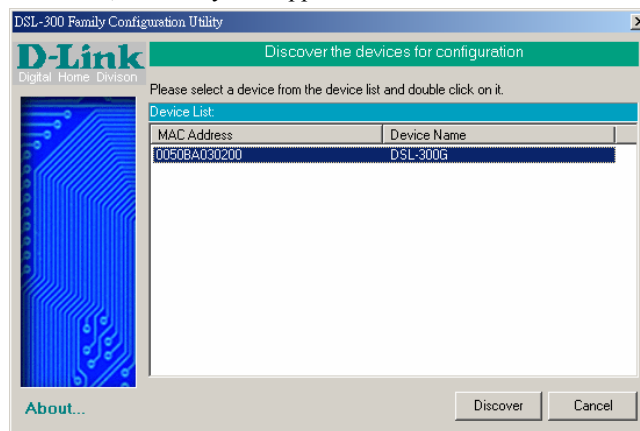 DSL-300 Family Configuration Utility
D-Link
Digital Home Divison
Discover the devices for configuration
Please select a device from the device list and double click on it.
Device List:
MAC Address Device Name
0050BA030200 DSL-300G
About...
Discover Cancel